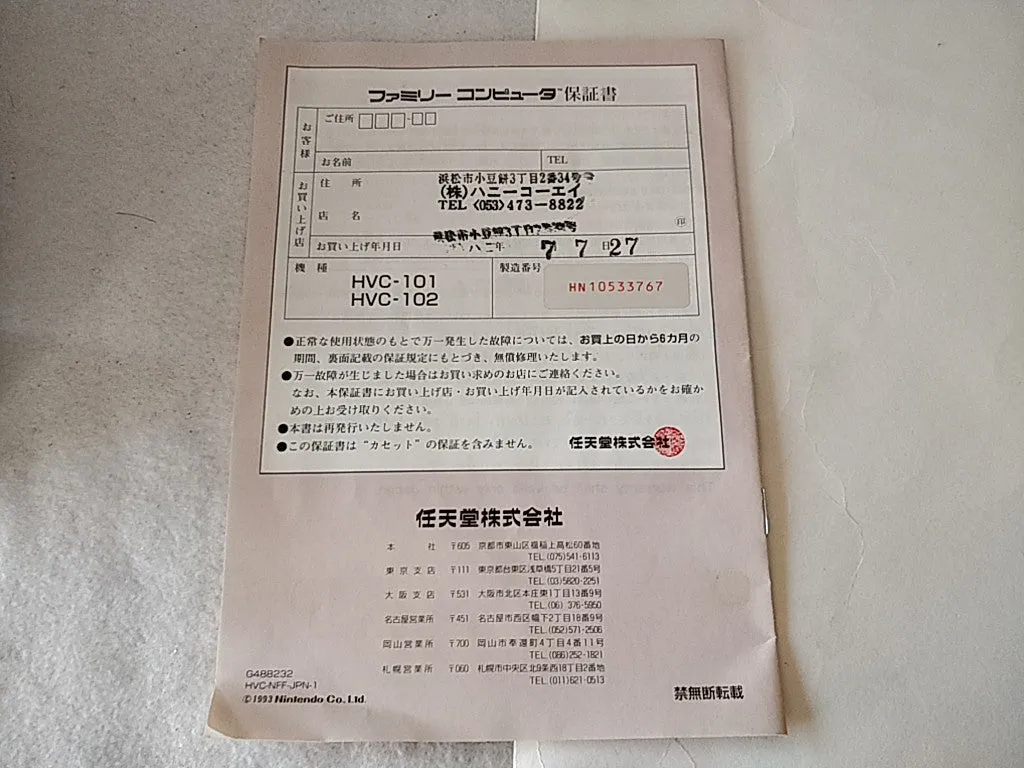 ファミリー コンピュータ™保証書
お客様
ご住所
お名前
TEL
お買い上げ店
住所
浜松市小豆餅3丁目2番34号
(株)ハニーコーエイ
TEL〈053〉473-8822
店名
印
お買い上げ年月日
年 7 7 日27
機種
HVC-101
HVC-102
製造番号
HN10533767
●正常な使用状態のもとで万一発生した故障については、お買上の日から6カ月の
期間、裏面記載の保証規定にもとづき、無償修理いたします。
●万一故障が生じました場合はお買い求めのお店にご連絡ください。
なお、本保証書にお買い上げ店・お買い上げ年月日が記入されているかをお確か
めの上お受け取りください。
●本書は再発行いたしません。
●この保証書は“カセット”の保証を含みません。
任天堂株式会社
任天堂株式会社
本社 〒605 京都市東山区福稲上高松60番地
TEL.(075)541-6113
東京支店 〒111 東京都台東区浅草橋5丁目21番5号
TEL.(03)5820-2251
大阪支店 〒531 大阪市北区本庄東1丁目13番9号
TEL.(06) 376-5950
名古屋営業所 〒451 名古屋市西区幅下2丁目18番9号
TEL.(052)571-2506
岡山営業所 〒700 岡山市奉還町4丁目4番11号
TEL.(086)252-1821
札幌営業所 〒060 札幌市中央区北9条西18丁目2番地
TEL.(011)621-0513
G488232
HVC-NFF-JPN-1
©1993 Nintendo Co., Ltd.
禁無断転載